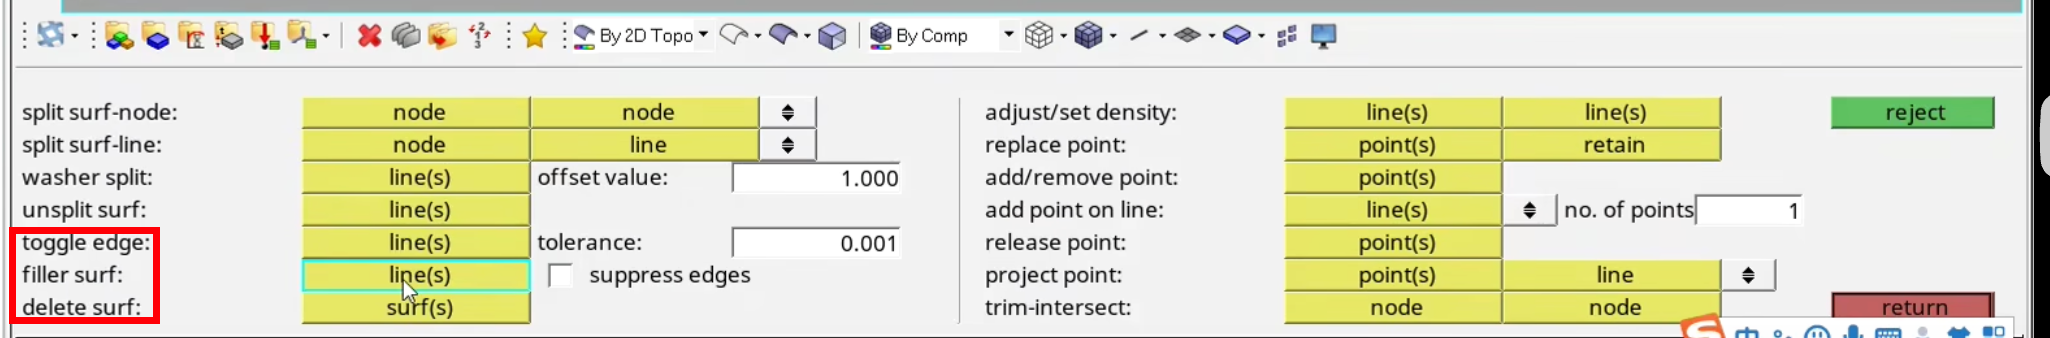 By 2D Topo By Comp
split surf-node: node node adjust/set density: line(s) line(s) reject
split surf-line: node line replace point: point(s) retain
washer split: line(s) offset value: 1.000 add/remove point: point(s)
unsplit surf: line(s) add point on line: line(s) no. of points 1
toggle edge: line(s) tolerance: 0.001 release point: point(s)
filler surf: line(s) suppress edges project point: point(s) line
delete surf: surf(s) trim-intersect: node node return
中